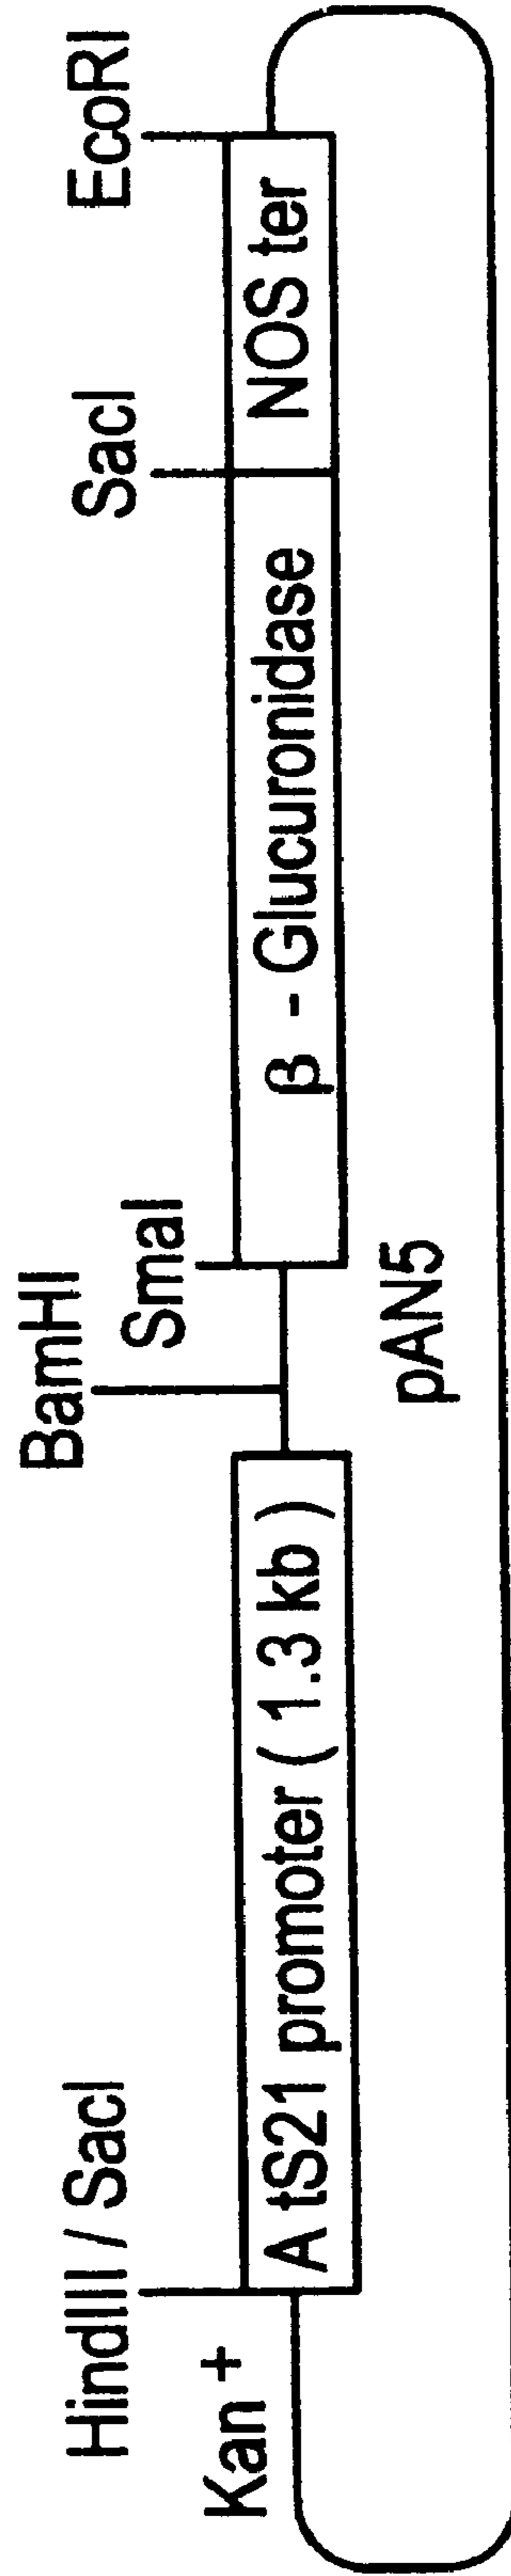 HindIII / SacI
BamHI
SmaI
SacI
EcoRI
Kan +
A tS21 promoter ( 1.3 kb )
β - Glucuronidase
NOS ter
pAN5